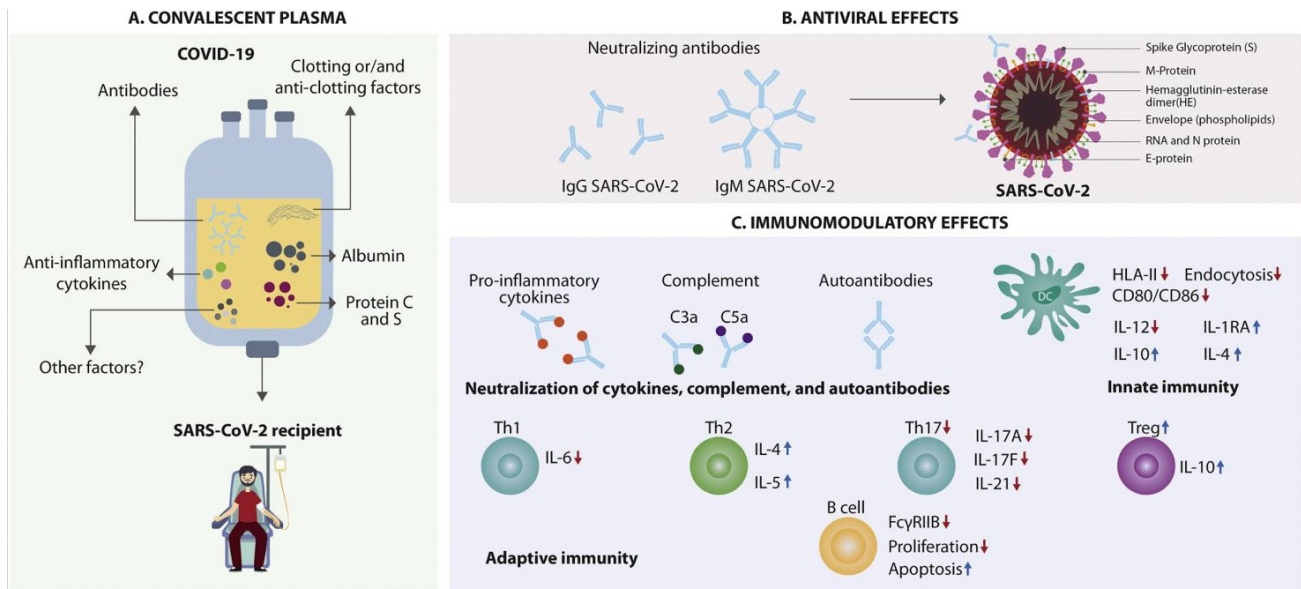 A. CONVALESCENT PLASMA
COVID-19
Antibodies
Clotting or/and
anti-clotting factors
Anti-inflammatory
cytokines
Albumin
Protein C
and S
Other factors?
SARS-CoV-2 recipient
B. ANTIVIRAL EFFECTS
Neutralizing antibodies
IgG SARS-CoV-2
IgM SARS-CoV-2
Spike Glycoprotein (S)
M-Protein
Hemagglutinin-esterase
dimer(HE)
Envelope (phospholipids)
RNA and N protein
E-protein
SARS-CoV-2
C. IMMUNOMODULATORY EFFECTS
Pro-inflammatory
cytokines
Complement
C3a
C5a
Autoantibodies
DC
HLA-II↓ Endocytosis↓
CD80/CD86↓
IL-12↓ IL-1RA↑
IL-10↑ IL-4↑
Neutralization of cytokines, complement, and autoantibodies
Innate immunity
Th1
IL-6↓
Th2
IL-4↑
IL-5↑
Th17↓
IL-17A↓
IL-17F↓
IL-21↓
Treg↑
IL-10↑
B cell
FcγRIIB↓
Proliferation↓
Apoptosis↑
Adaptive immunity